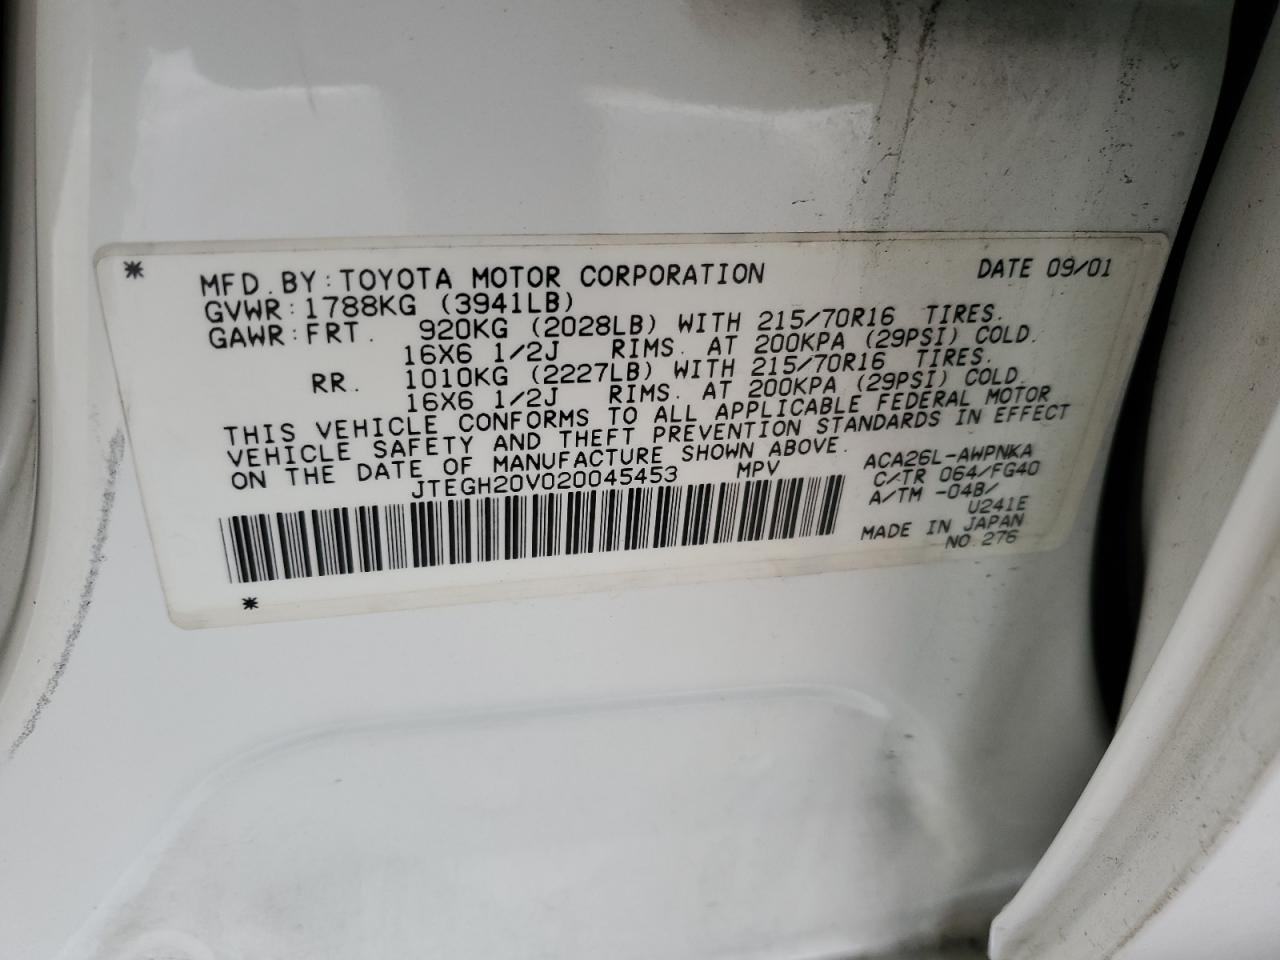 MFD. BY: TOYOTA MOTOR CORPORATION DATE 09/01
GVWR: 1788KG (3941LB)
GAWR: FRT. 920KG (2028LB) WITH 215/70R16 TIRES.
16X6 1/2J RIMS. AT 200KPA (29PSI) COLD.
RR. 1010KG (2227LB) WITH 215/70R16 TIRES.
16X6 1/2J RIMS. AT 200KPA (29PSI) COLD.
THIS VEHICLE CONFORMS TO ALL APPLICABLE FEDERAL MOTOR
VEHICLE SAFETY AND THEFT PREVENTION STANDARDS IN EFFECT
ON THE DATE OF MANUFACTURE SHOWN ABOVE.
JTEGH20V020045453 MPV
ACA26L-AWPNKA
C/TR 064/FG40
A/TM -04B/
U241E
MADE IN JAPAN
NO.276